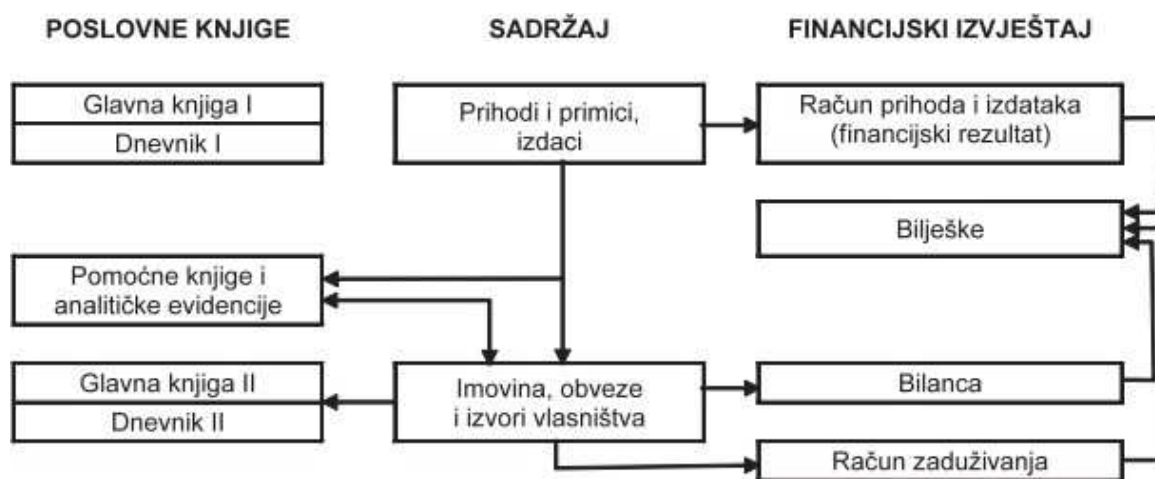 POSLOVNE KNJIGE
SADRŽAJ
FINANCIJSKI IZVJEŠTAJ
Glavna knjiga I
Dnevnik I
Prihodi i primici,
izdaci
Račun prihoda i izdataka
(financijski rezultat)
Bilješke
Pomoćne knjige i
analitičke evidencije
Glavna knjiga II
Dnevnik II
Imovina, obveze
i izvori vlasništva
Bilanca
Račun zaduživanja